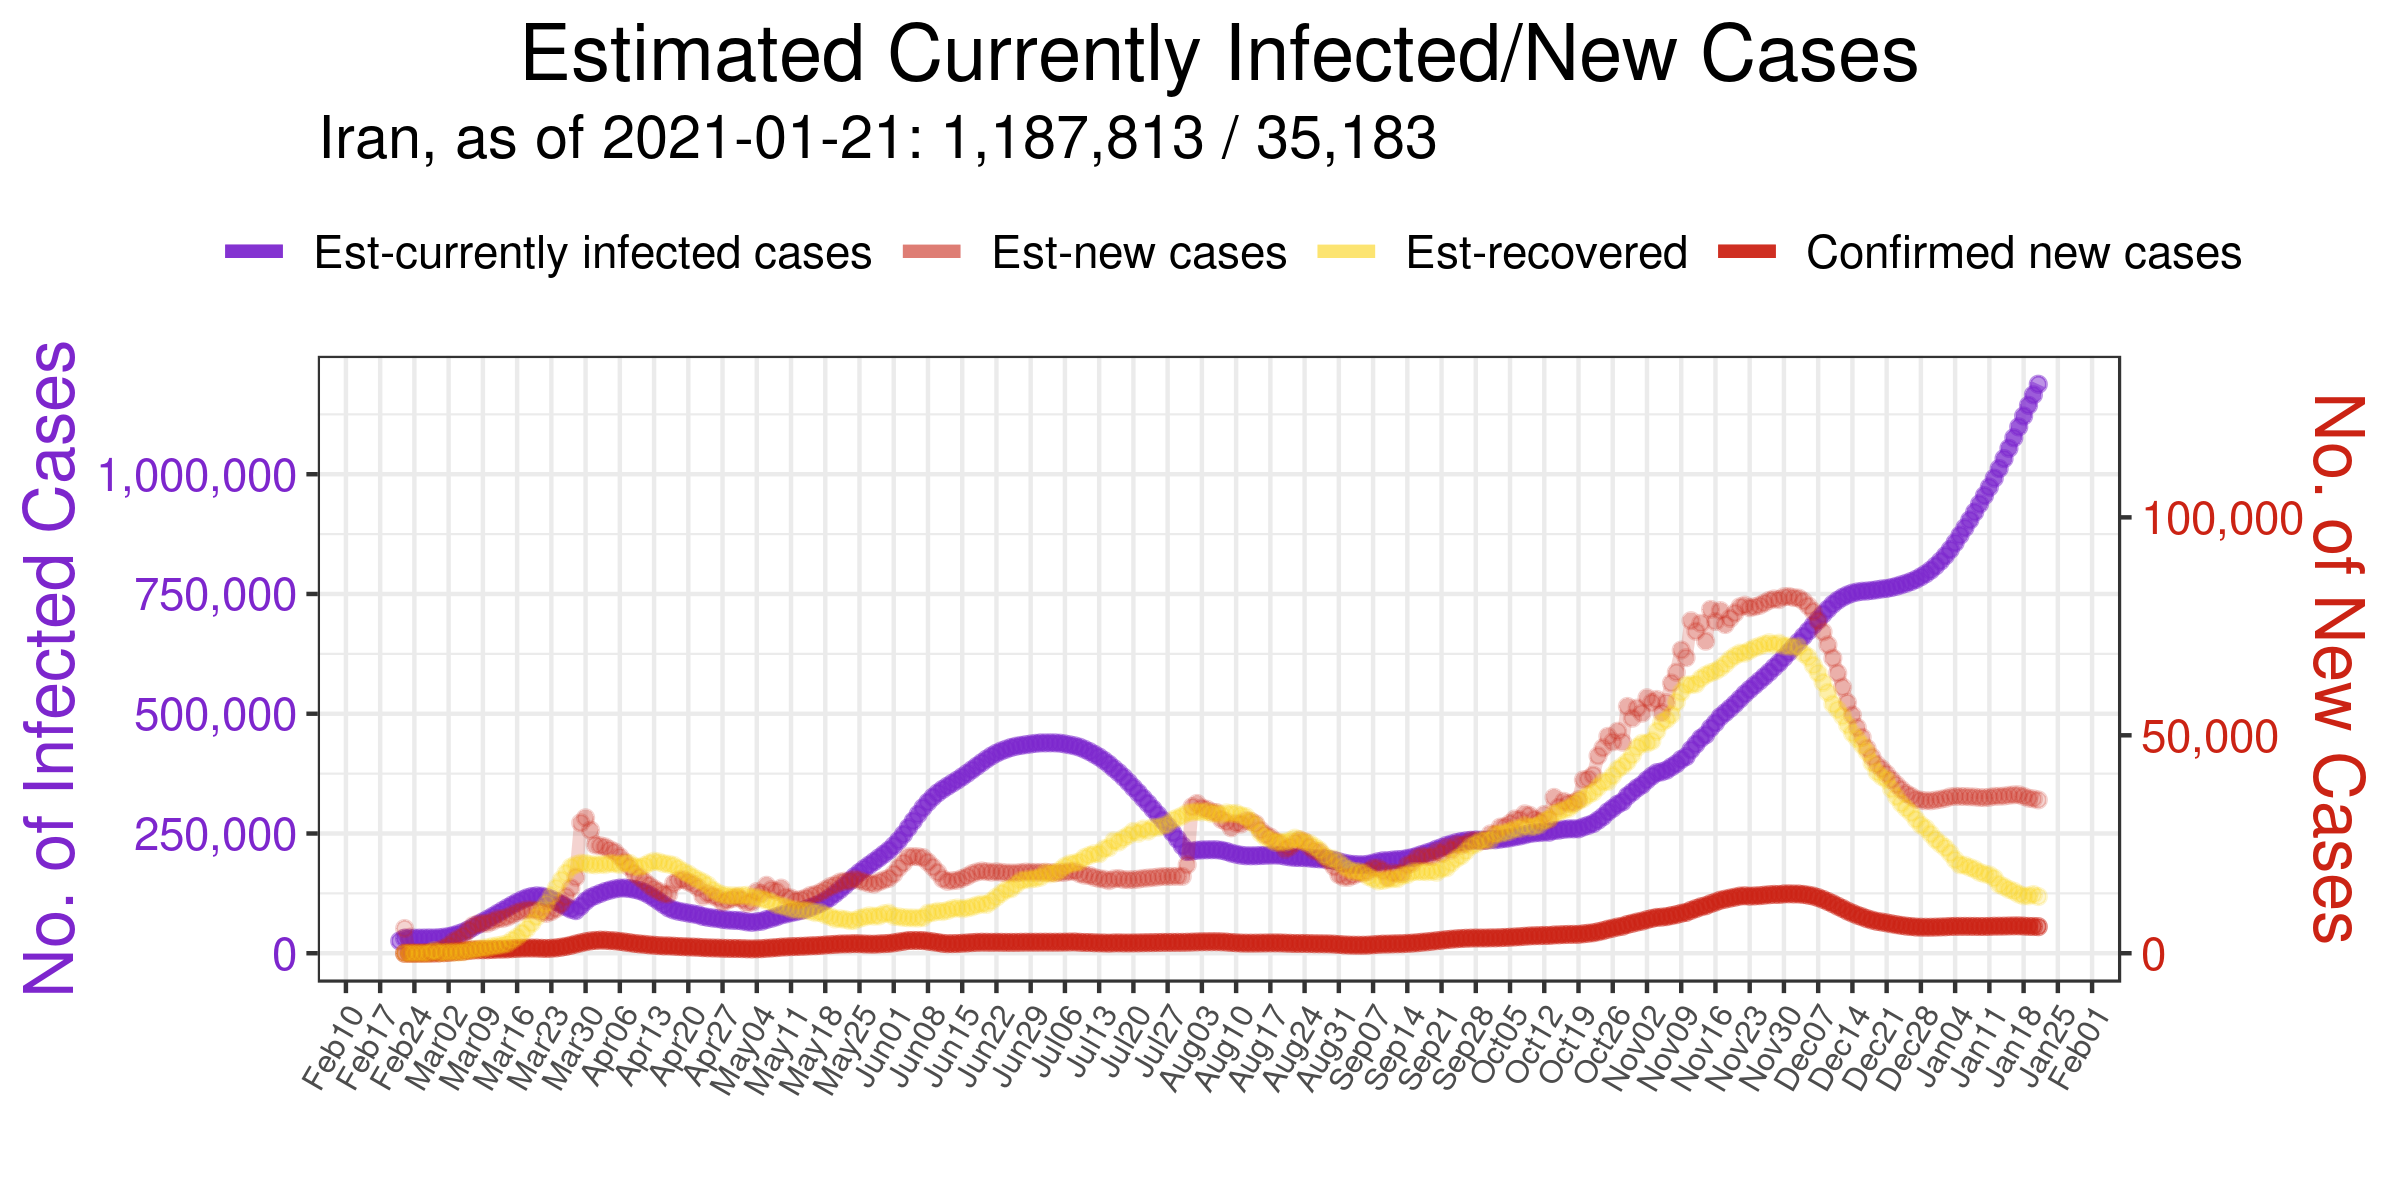 Estimated Currently Infected/New Cases
Iran, as of 2021-01-21: 1,187,813 / 35,183
Est-currently infected cases Est-new cases Est-recovered Confirmed new cases
No. of Infected Cases
1,000,000
750,000
500,000
250,000
0
100,000
50,000
0
No. of New Cases
Feb10 Feb17 Feb24 Mar02 Mar09 Mar16 Mar23 Mar30 Apr06 Apr13 Apr20 Apr27 May04 May11 May18 May25 Jun01 Jun08 Jun15 Jun22 Jun29 Jul06 Jul13 Jul20 Jul27 Aug03 Aug10 Aug17 Aug24 Aug31 Sep07 Sep14 Sep21 Sep28 Oct05 Oct12 Oct19 Oct26 Nov02 Nov09 Nov16 Nov23 Nov30 Dec07 Dec14 Dec21 Dec28 Jan04 Jan11 Jan18 Jan25 Feb01